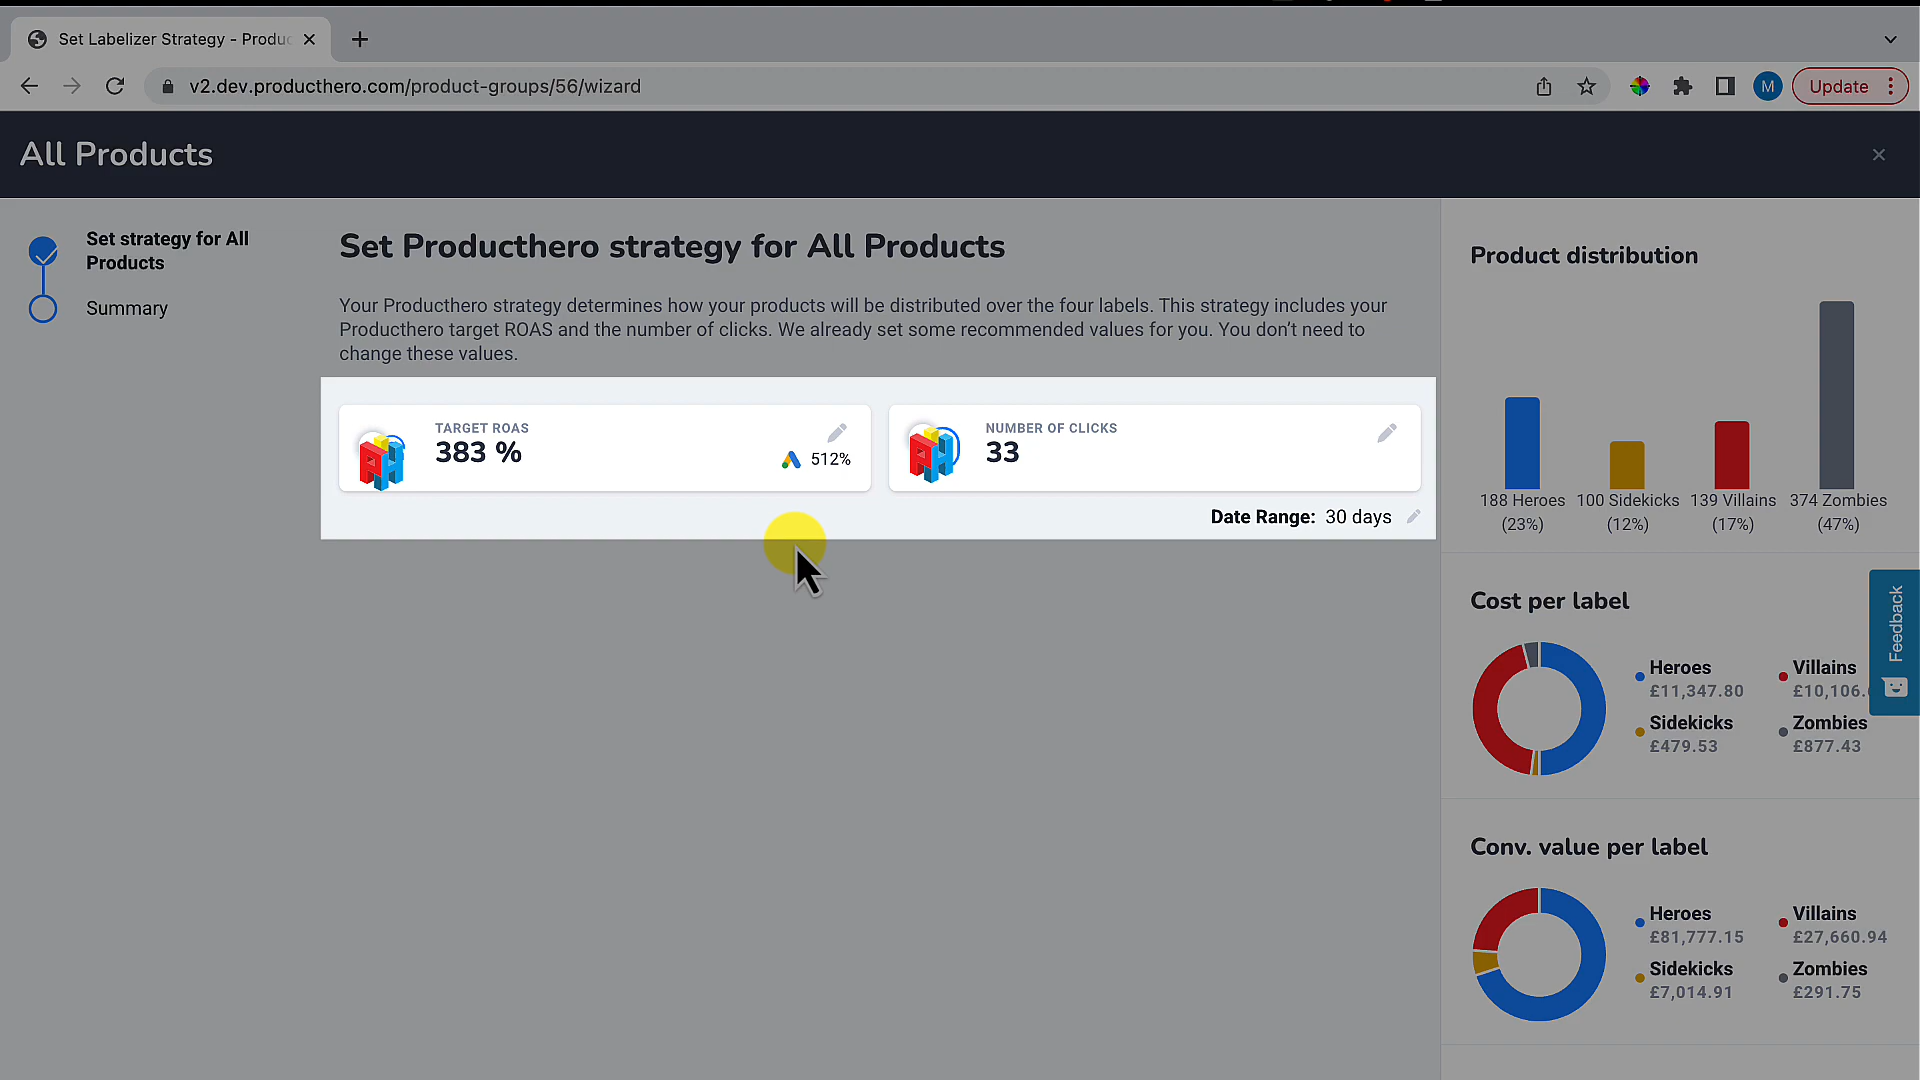 Set Labelizer Strategy - Produc
v2.dev.producthero.com/product-groups/56/wizard
M
Update
All Products
Set strategy for All
Products
Summary
Set Producthero strategy for All Products
Your Producthero strategy determines how your products will be distributed over the four labels. This strategy includes your
Producthero target ROAS and the number of clicks. We already set some recommended values for you. You don't need to
change these values.
TARGET ROAS
383 %
512%
NUMBER OF CLICKS
33
Date Range: 30 days
Product distribution
188 Heroes
(23%)
100 Sidekicks
(12%)
139 Villains
(17%)
374 Zombies
(47%)
Cost per label
Heroes
£11,347.80
Villains
£10,106.
Sidekicks
£479.53
Zombies
£877.43
Feedback
Conv. value per label
Heroes
£81,777.15
Villains
£27,660.94
Sidekicks
£7,014.91
Zombies
£291.75